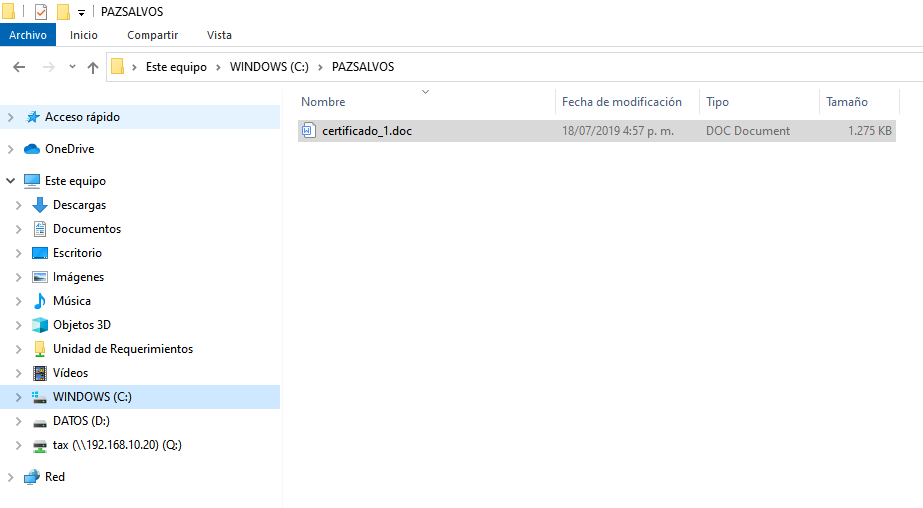 PAZSALVOS
Archivo Inicio Compartir Vista
Este equipo WINDOWS (C:) PAZSALVOS
Nombre Fecha de modificación Tipo Tamaño
certificado_1.doc 18/07/2019 4:57 p. m. DOC Document 1.275 KB
Acceso rápido
OneDrive
Este equipo
Descargas
Documentos
Escritorio
Imágenes
Música
Objetos 3D
Unidad de Requerimientos
Vídeos
WINDOWS (C:)
DATOS (D:)
tax (\\192.168.10.20) (Q:)
Red